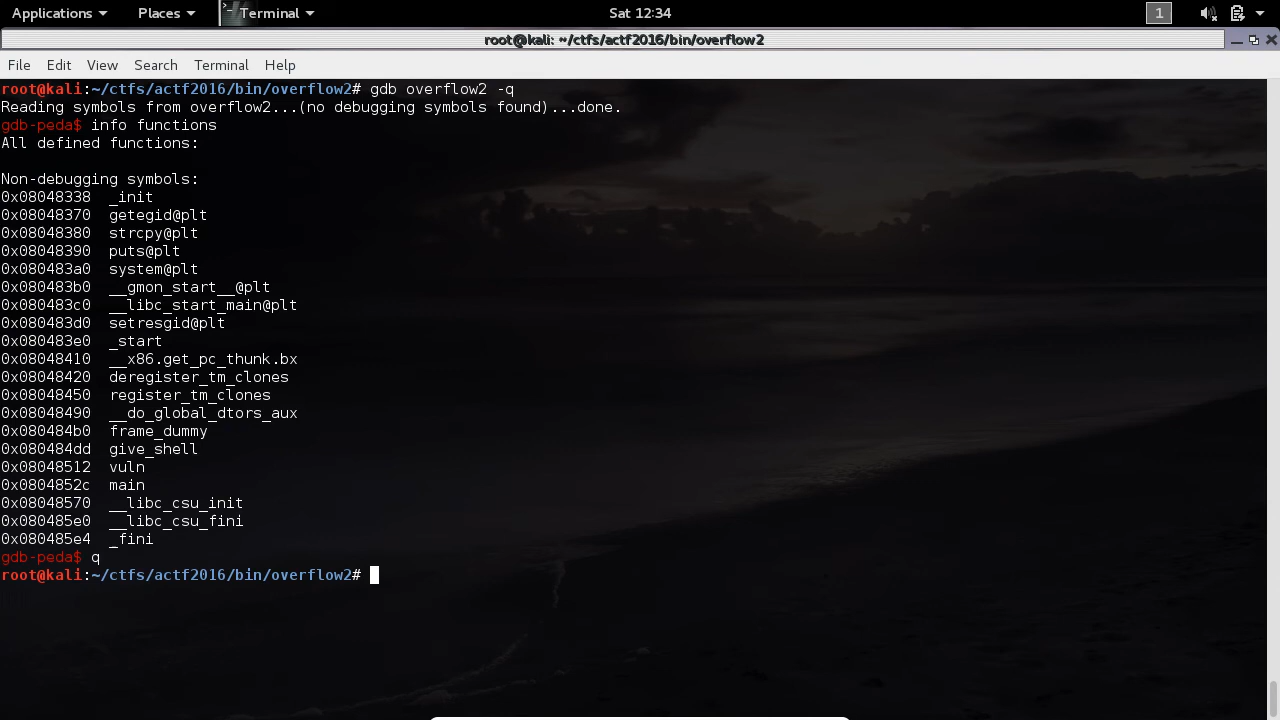 Applications Places Terminal Sat 12:34 1
root@kali: ~/ctfs/actf2016/bin/overflow2
File Edit View Search Terminal Help
root@kali:~/ctfs/actf2016/bin/overflow2# gdb overflow2 -q
Reading symbols from overflow2...(no debugging symbols found)...done.
gdb-peda$ info functions
All defined functions:
Non-debugging symbols:
0x08048338  _init
0x08048370  getegid@plt
0x08048380  strcpy@plt
0x08048390  puts@plt
0x080483a0  system@plt
0x080483b0  __gmon_start__@plt
0x080483c0  __libc_start_main@plt
0x080483d0  setresgid@plt
0x080483e0  _start
0x08048410  __x86.get_pc_thunk.bx
0x08048420  deregister_tm_clones
0x08048450  register_tm_clones
0x08048490  __do_global_dtors_aux
0x080484b0  frame_dummy
0x080484dd  give_shell
0x08048512  vuln
0x0804852c  main
0x08048570  __libc_csu_init
0x080485e0  __libc_csu_fini
0x080485e4  _fini
gdb-peda$ q
root@kali:~/ctfs/actf2016/bin/overflow2#